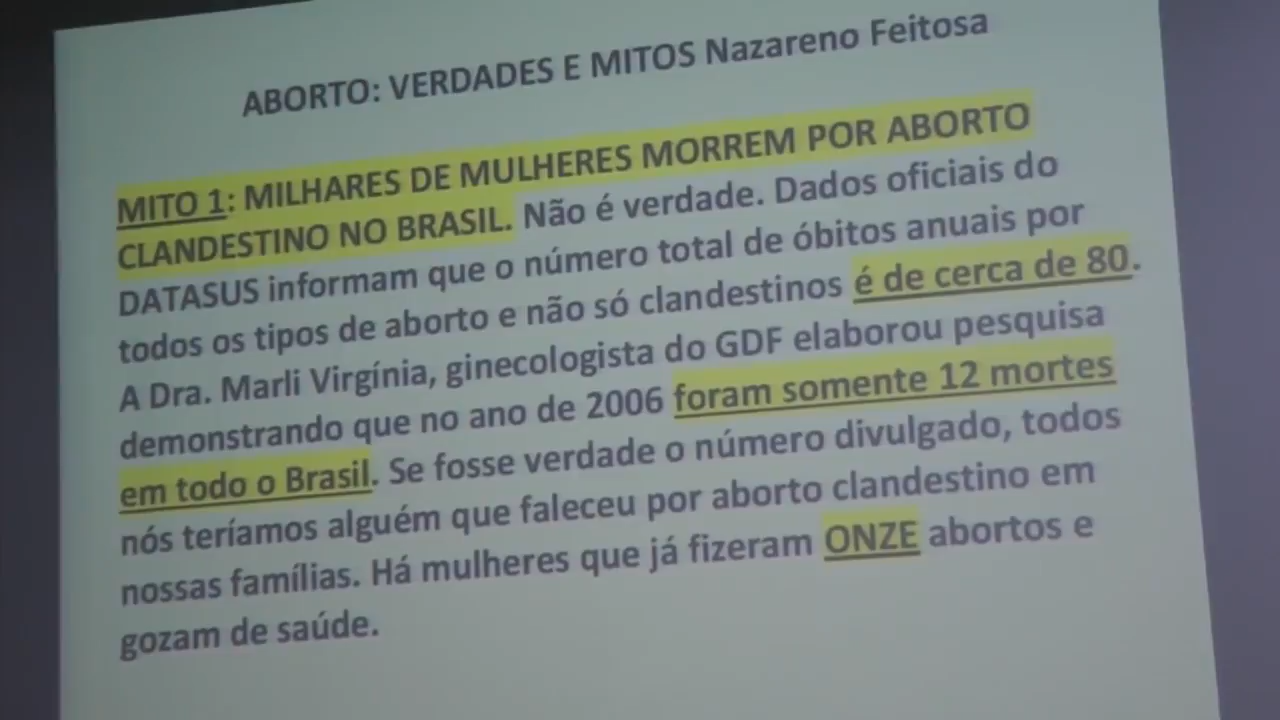 ABORTO: VERDADES E MITOS Nazareno Feitosa
MITO 1: MILHARES DE MULHERES MORREM POR ABORTO
CLANDESTINO NO BRASIL. Não é verdade. Dados oficiais do
DATASUS informam que o número total de óbitos anuais por
todos os tipos de aborto e não só clandestinos é de cerca de 80.
A Dra. Marli Virgínia, ginecologista do GDF elaborou pesquisa
demonstrando que no ano de 2006 foram somente 12 mortes
em todo o Brasil. Se fosse verdade o número divulgado, todos
nós teríamos alguém que faleceu por aborto clandestino em
nossas famílias. Há mulheres que já fizeram ONZE abortos e
gozam de saúde.